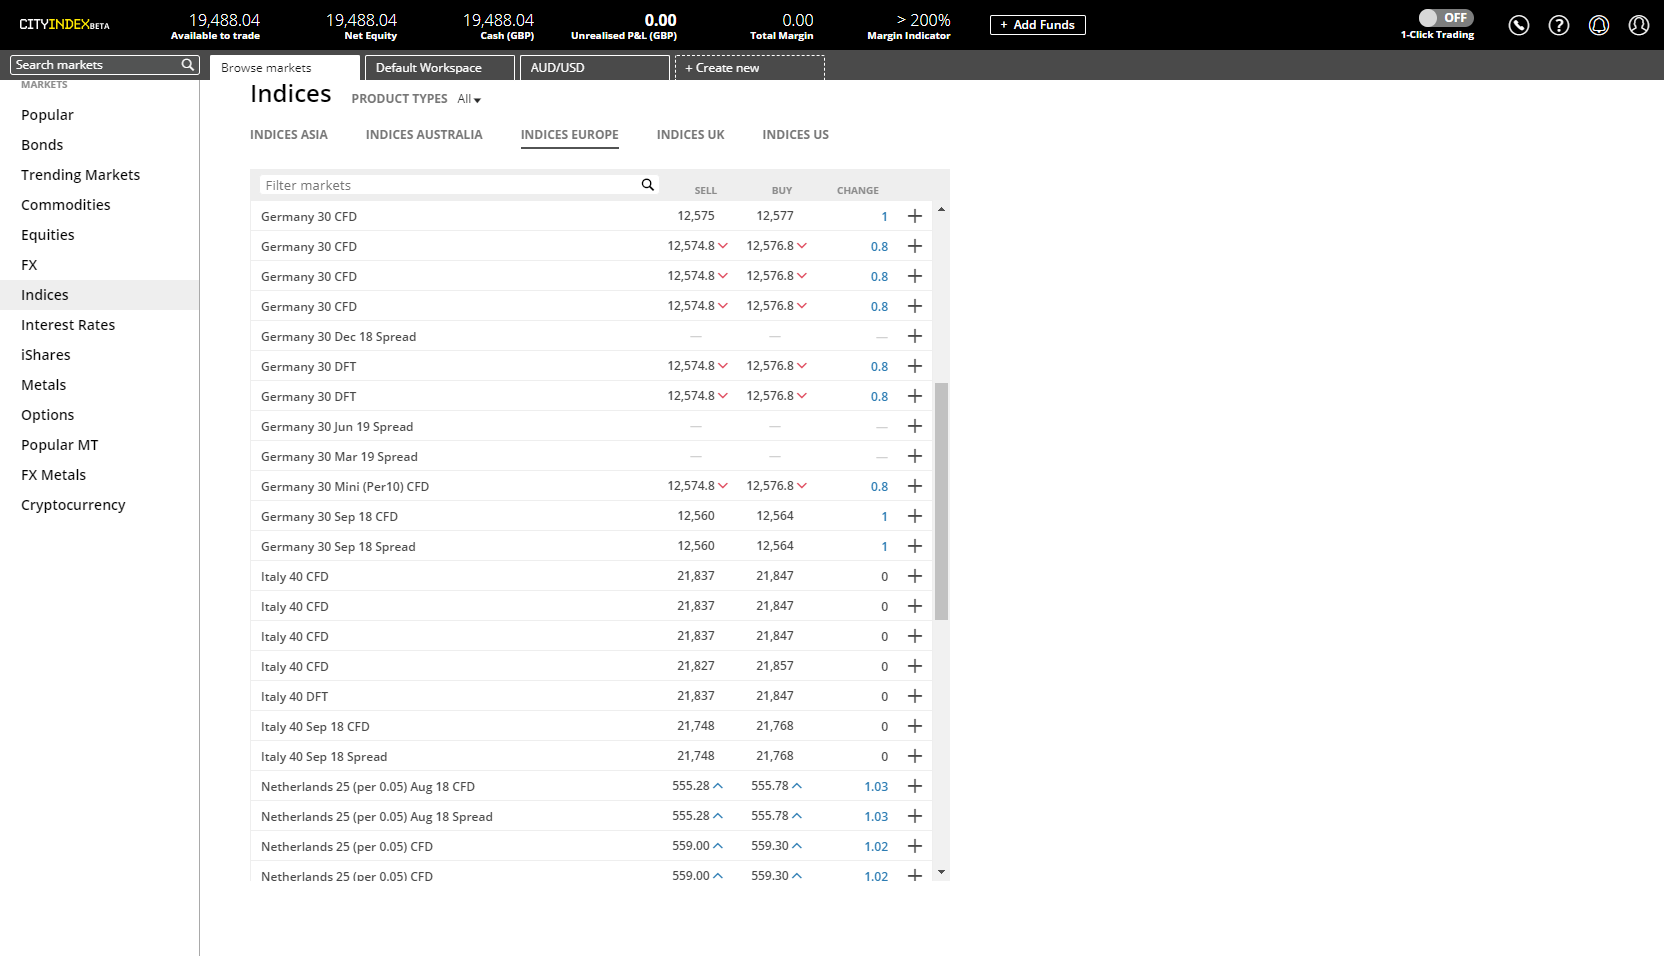 CITYINDEXBETA
19,488.04
Available to trade
19,488.04
Net Equity
19,488.04
Cash (GBP)
0.00
Unrealised P&L (GBP)
0.00
Total Margin
> 200%
Margin Indicator
+ Add Funds
OFF
1-Click Trading
Search markets
Browse markets
Default Workspace
AUD/USD
+ Create new
MARKETS
Popular
Bonds
Trending Markets
Commodities
Equities
FX
Indices
Interest Rates
iShares
Metals
Options
Popular MT
FX Metals
Cryptocurrency
Indices PRODUCT TYPES All
INDICES ASIA INDICES AUSTRALIA INDICES EUROPE INDICES UK INDICES US
Filter markets SELL BUY CHANGE
Germany 30 CFD 12,575 12,577 1 +
Germany 30 CFD 12,574.8 12,576.8 0.8 +
Germany 30 CFD 12,574.8 12,576.8 0.8 +
Germany 30 CFD 12,574.8 12,576.8 0.8 +
Germany 30 Dec 18 Spread — — — +
Germany 30 DFT 12,574.8 12,576.8 0.8 +
Germany 30 DFT 12,574.8 12,576.8 0.8 +
Germany 30 Jun 19 Spread — — — +
Germany 30 Mar 19 Spread — — — +
Germany 30 Mini (Per10) CFD 12,574.8 12,576.8 0.8 +
Germany 30 Sep 18 CFD 12,560 12,564 1 +
Germany 30 Sep 18 Spread 12,560 12,564 1 +
Italy 40 CFD 21,837 21,847 0 +
Italy 40 CFD 21,837 21,847 0 +
Italy 40 CFD 21,837 21,847 0 +
Italy 40 CFD 21,827 21,857 0 +
Italy 40 DFT 21,837 21,847 0 +
Italy 40 Sep 18 CFD 21,748 21,768 0 +
Italy 40 Sep 18 Spread 21,748 21,768 0 +
Netherlands 25 (per 0.05) Aug 18 CFD 555.28 555.78 1.03 +
Netherlands 25 (per 0.05) Aug 18 Spread 555.28 555.78 1.03 +
Netherlands 25 (per 0.05) CFD 559.00 559.30 1.02 +
Netherlands 25 (per 0.05) CFD 559.00 559.30 1.02 +